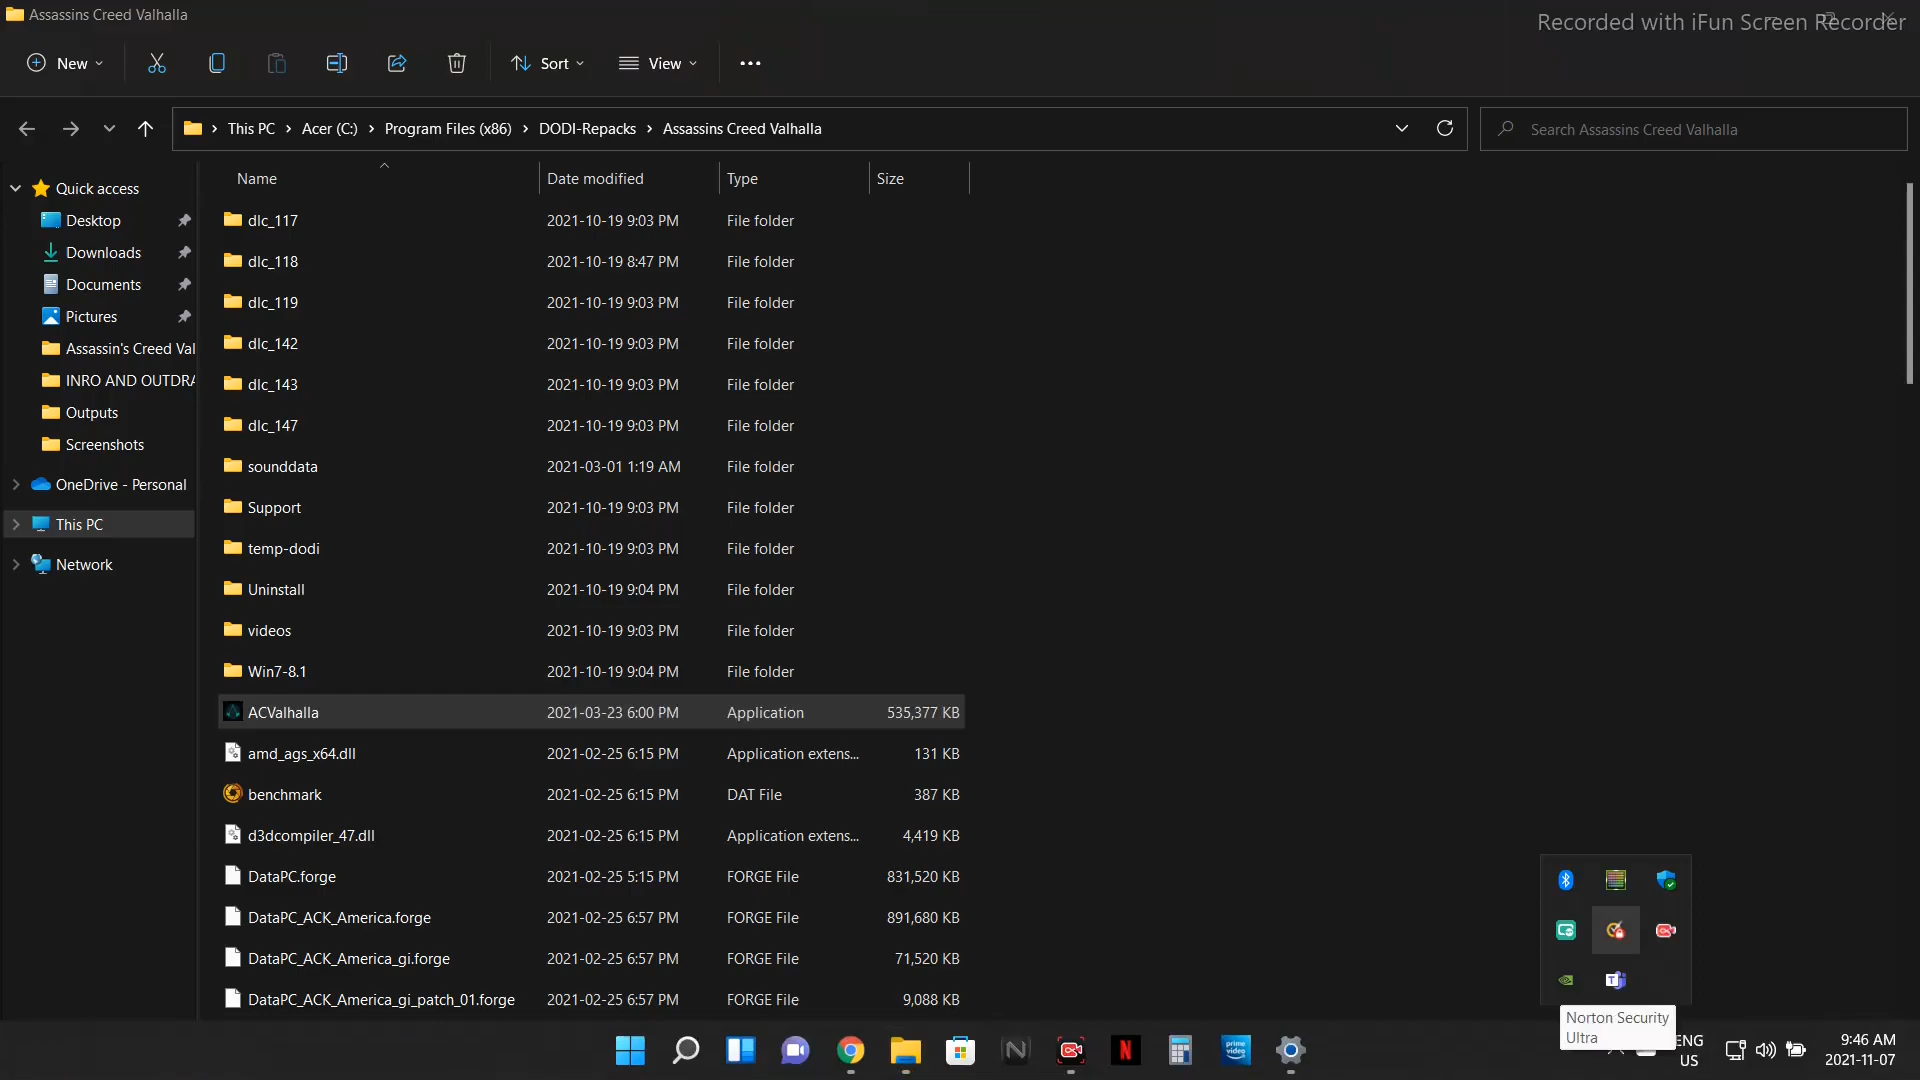 Assassins Creed Valhalla
Recorded with iFun Screen Recorder
New
Sort
View
This PC
Acer (C:)
Program Files (x86)
DODI-Repacks
Assassins Creed Valhalla
Search Assassins Creed Valhalla
Quick access
Desktop
Downloads
Documents
Pictures
Assassin's Creed Val
INRO AND OUTDRA
Outputs
Screenshots
OneDrive - Personal
This PC
Network
Name Date modified Type Size
dlc_117 2021-10-19 9:03 PM File folder
dlc_118 2021-10-19 8:47 PM File folder
dlc_119 2021-10-19 9:03 PM File folder
dlc_142 2021-10-19 9:03 PM File folder
dlc_143 2021-10-19 9:03 PM File folder
dlc_147 2021-10-19 9:03 PM File folder
sounddata 2021-03-01 1:19 AM File folder
Support 2021-10-19 9:03 PM File folder
temp-dodi 2021-10-19 9:03 PM File folder
Uninstall 2021-10-19 9:04 PM File folder
videos 2021-10-19 9:03 PM File folder
Win7-8.1 2021-10-19 9:04 PM File folder
ACValhalla 2021-03-23 6:00 PM Application 535,377 KB
amd_ags_x64.dll 2021-02-25 6:15 PM Application extens... 131 KB
benchmark 2021-02-25 6:15 PM DAT File 387 KB
d3dcompiler_47.dll 2021-02-25 6:15 PM Application extens... 4,419 KB
DataPC.forge 2021-02-25 5:15 PM FORGE File 831,520 KB
DataPC_ACK_America.forge 2021-02-25 6:57 PM FORGE File 891,680 KB
DataPC_ACK_America_gi.forge 2021-02-25 6:57 PM FORGE File 71,520 KB
DataPC_ACK_America_gi_patch_01.forge 2021-02-25 6:57 PM FORGE File 9,088 KB
Norton Security
Ultra
prime
video
ENG
US
9:46 AM
2021-11-07